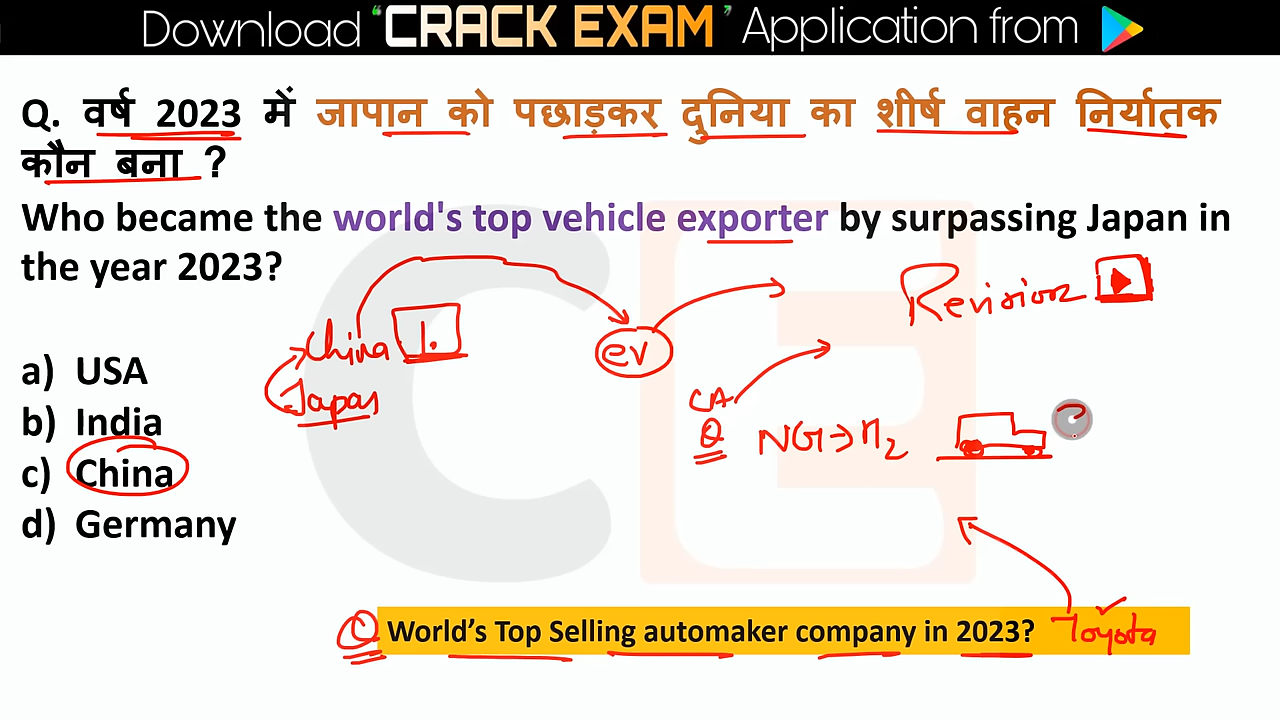 Download “CRACK EXAM” Application from
Q. वर्ष 2023 में जापान को पछाड़कर दुनिया का शीर्ष वाहन निर्यातक
कौन बना ?
Who became the world's top vehicle exporter by surpassing Japan in
the year 2023?
Revision
China 1.
ev
a) USA
Japan
CA
b) India
Q NG→H2
c) China
d) Germany
Q World’s Top Selling automaker company in 2023? Toyota